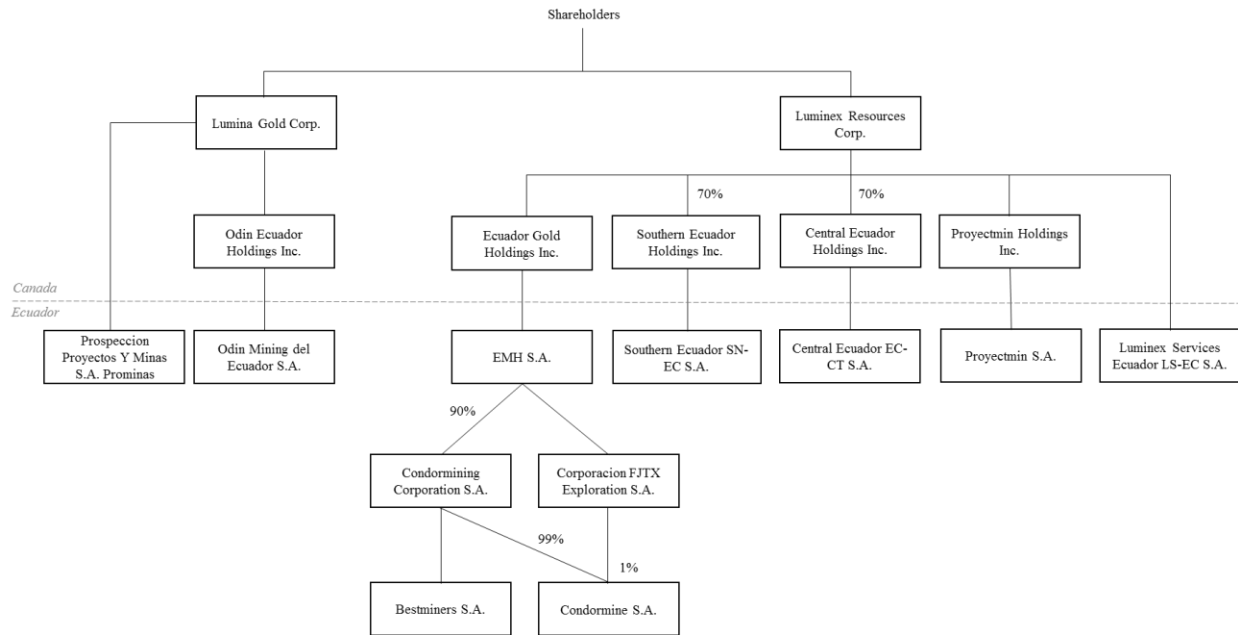 Shareholders
Lumina Gold Corp.
Luminex Resources
Corp.
70%
70%
Odin Ecuador
Holdings Inc.
Ecuador Gold
Holdings Inc.
Southern Ecuador
Holdings Inc.
Central Ecuador
Holdings Inc.
Proyectmin Holdings
Inc.
Canada
Ecuador
Prospeccion
Proyectos Y Minas
S.A. Prominas
Odin Mining del
Ecuador S.A.
EMH S.A.
Southern Ecuador SN-
EC S.A.
Central Ecuador EC-
CT S.A.
Proyectmin S.A.
Luminex Services
Ecuador LS-EC S.A.
90%
Condormining
Corporation S.A.
Corporacion FJTX
Exploration S.A.
99%
1%
Bestminers S.A.
Condormine S.A.